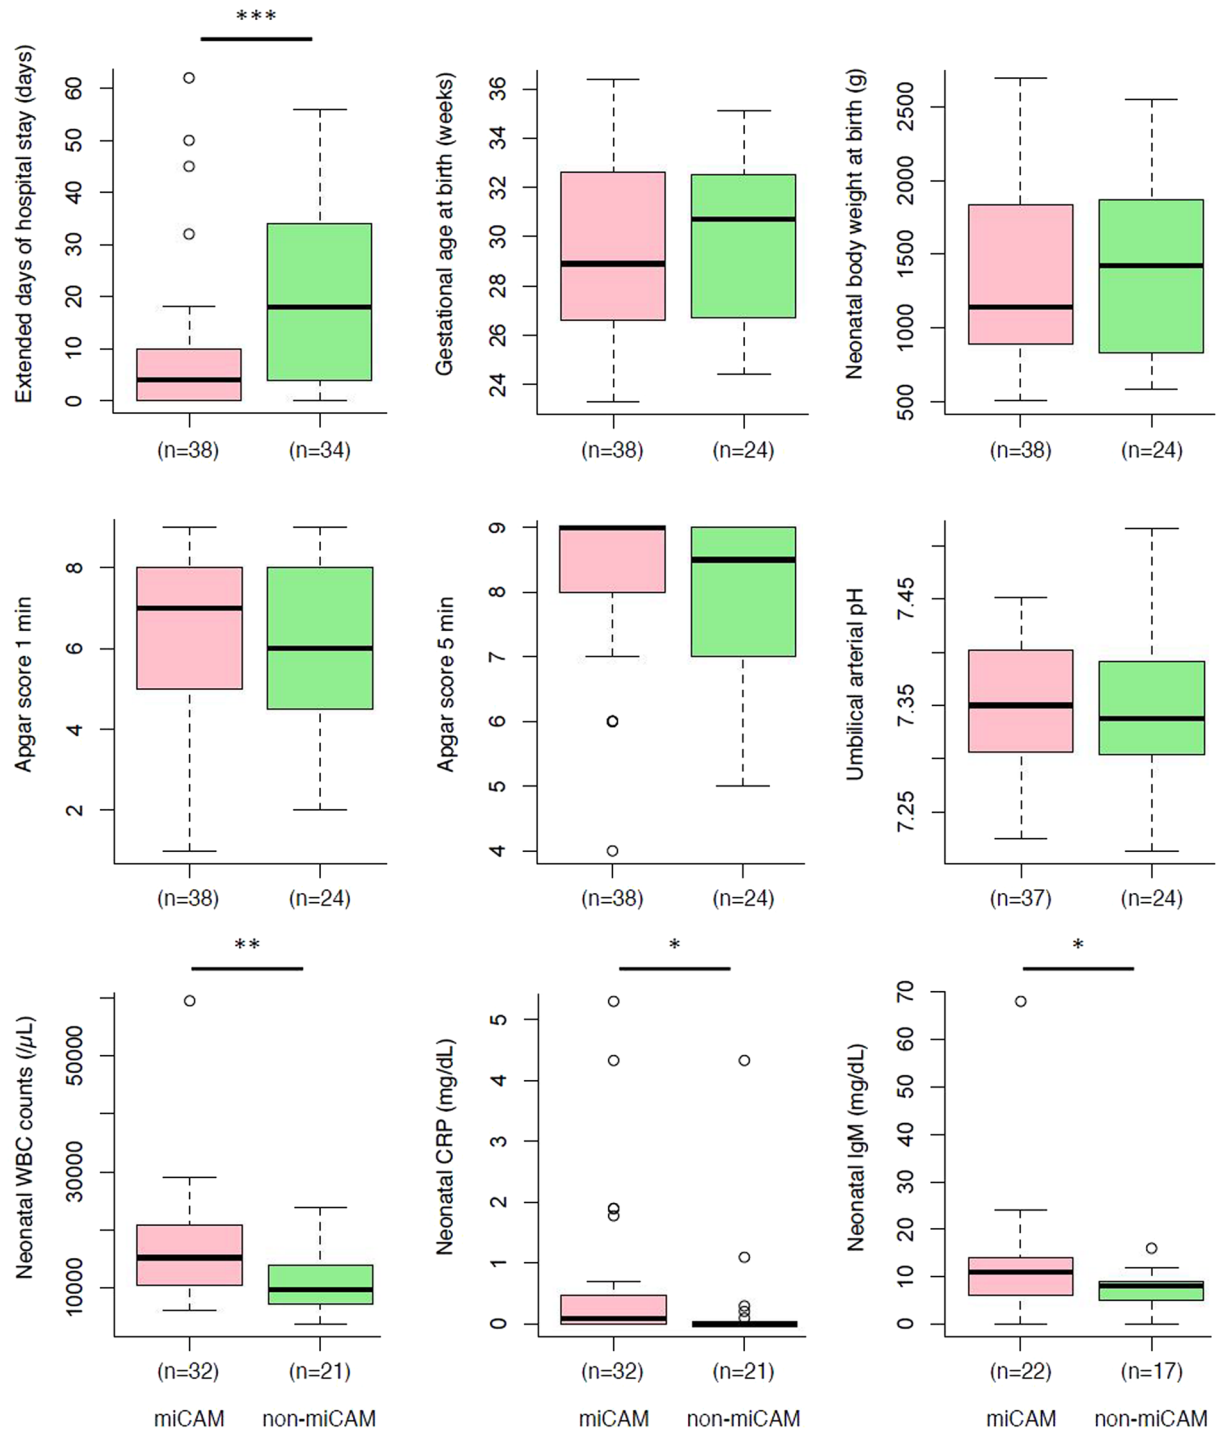 ***
Extended days of hospital stay (days)
0 10 20 30 40 50 60
(n=38) (n=34)
Gestational age at birth (weeks)
24 26 28 30 32 34 36
(n=38) (n=24)
Neonatal body weight at birth (g)
500 1000 1500 2000 2500
(n=38) (n=24)
Apgar score 1 min
2 4 6 8
(n=38) (n=24)
Apgar score 5 min
4 5 6 7 8 9
(n=38) (n=24)
Umbilical arterial pH
7.25 7.35 7.45
(n=37) (n=24)
**
Neonatal WBC counts (/μL)
10000 30000 50000
(n=32) (n=21)
miCAM non-miCAM
*
Neonatal CRP (mg/dL)
0 1 2 3 4 5
(n=32) (n=21)
miCAM non-miCAM
*
Neonatal IgM (mg/dL)
0 10 20 30 40 50 60 70
(n=22) (n=17)
miCAM non-miCAM